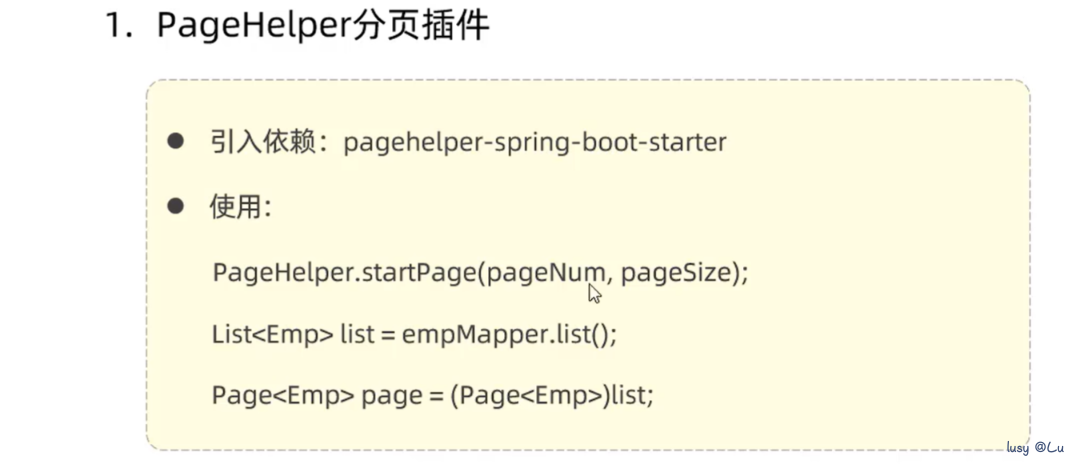 1. PageHelper分页插件
● 引入依赖：pagehelper-spring-boot-starter
● 使用：
PageHelper.startPage(pageNum, pageSize);
List<Emp> list = empMapper.list();
Page<Emp> page = (Page<Emp>)list;
lusy @Lu